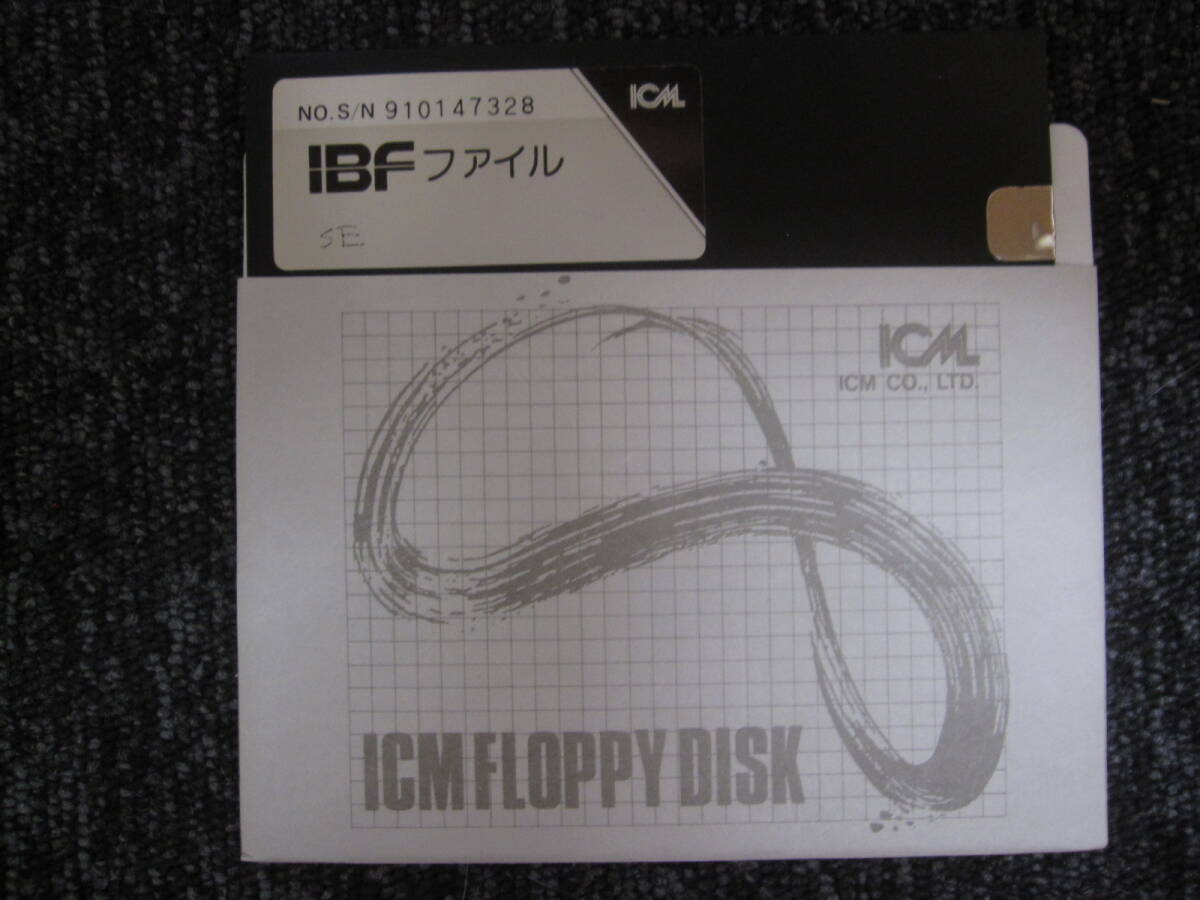 NO.S/N 910147328
ICM
IBFファイル
SE
ICM
ICM CO., LTD.
ICM FLOPPY DISK